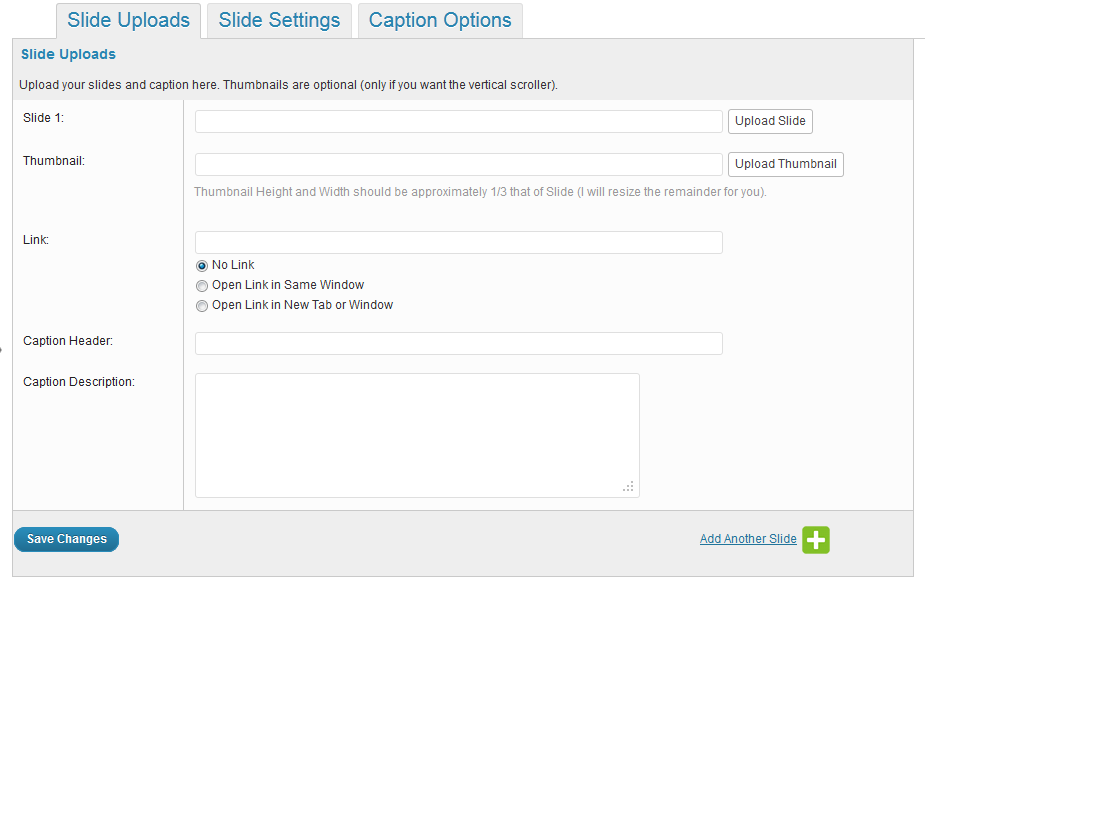 Slide Uploads Slide Settings Caption Options
Slide Uploads
Upload your slides and caption here. Thumbnails are optional (only if you want the vertical scroller).
Slide 1: Upload Slide
Thumbnail: Upload Thumbnail
Thumbnail Height and Width should be approximately 1/3 that of Slide (I will resize the remainder for you).
Link:
No Link
Open Link in Same Window
Open Link in New Tab or Window
Caption Header:
Caption Description:
Save Changes Add Another Slide